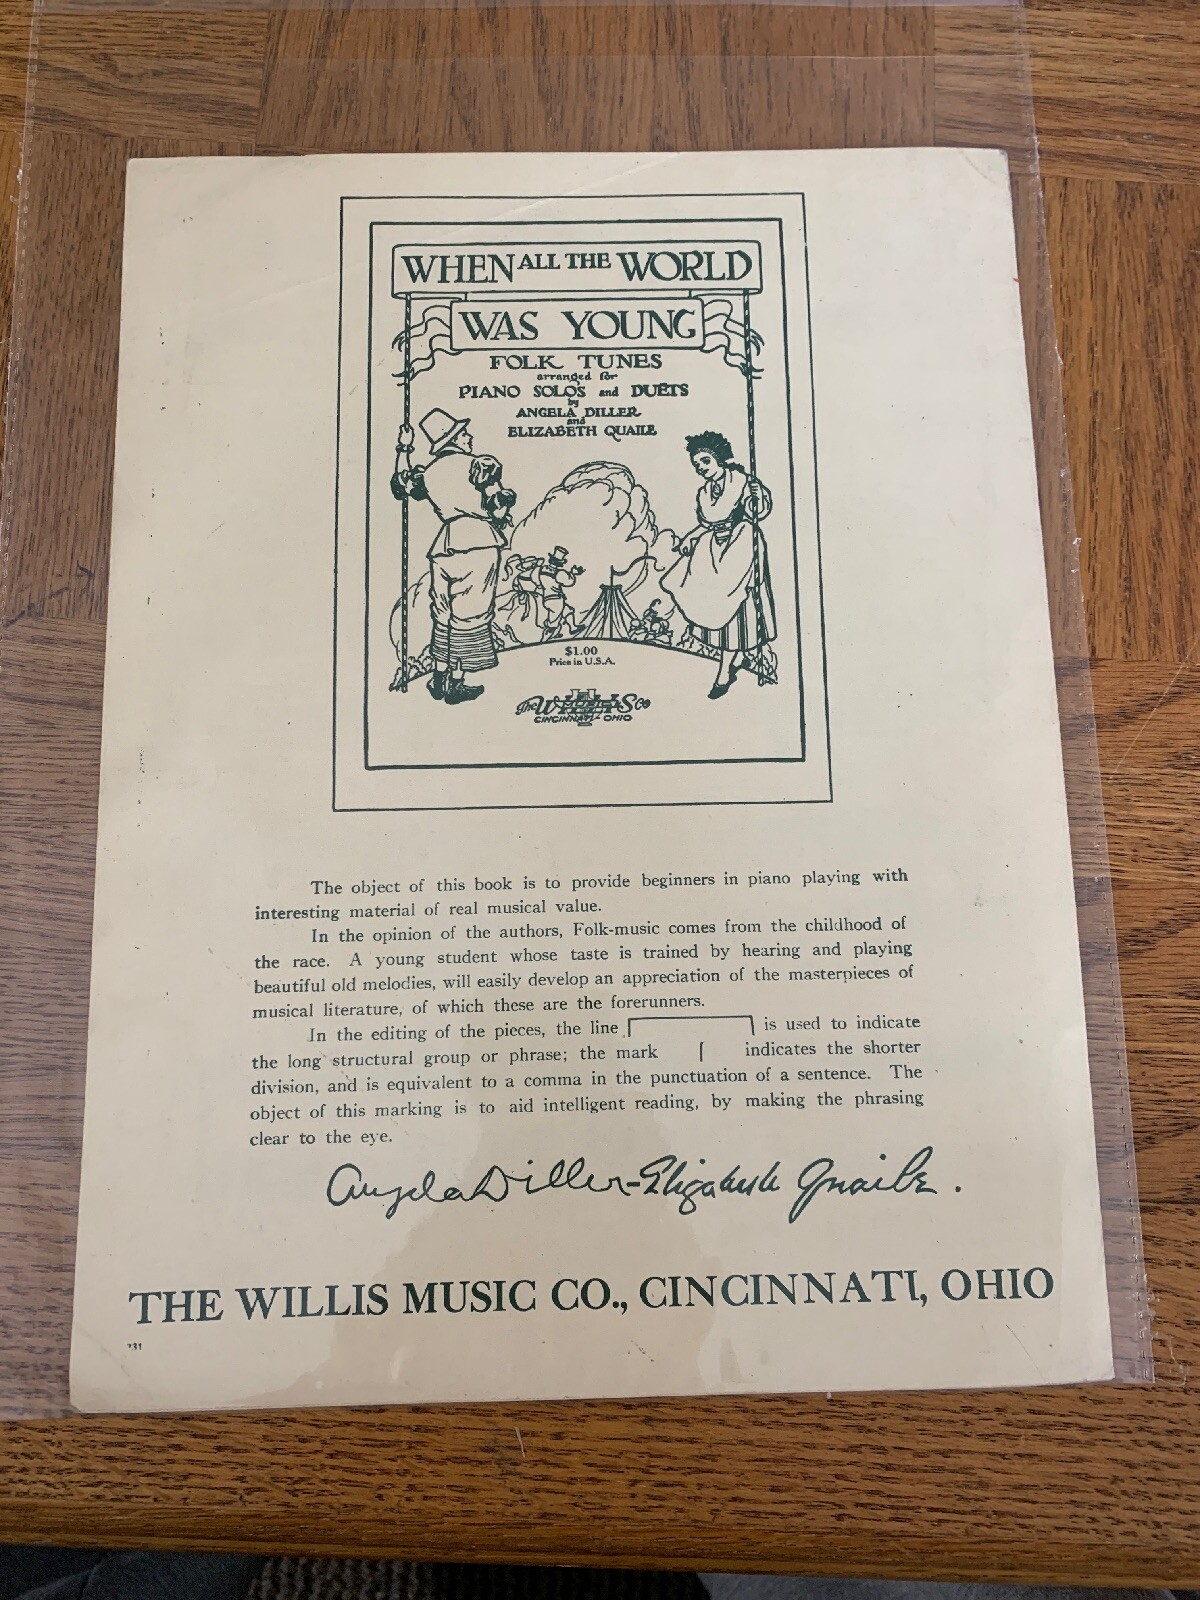 WHEN ALL THE WORLD
WAS YOUNG
FOLK TUNES
arranged for
PIANO SOLOS and DUETS
by
ANGELA DILLER
and
ELIZABETH QUAILE
$1.00
Price in U.S.A.
The WILLIS MUSIC Co
CINCINNATI OHIO
The object of this book is to provide beginners in piano playing with
interesting material of real musical value.
In the opinion of the authors, Folk-music comes from the childhood of
the race. A young student whose taste is trained by hearing and playing
beautiful old melodies, will easily develop an appreciation of the masterpieces of
musical literature, of which these are the forerunners.
In the editing of the pieces, the line is used to indicate
the long structural group or phrase; the mark indicates the shorter
division, and is equivalent to a comma in the punctuation of a sentence. The
object of this marking is to aid intelligent reading, by making the phrasing
clear to the eye.
Angela Diller-Elizabeth Quaile.
THE WILLIS MUSIC CO., CINCINNATI, OHIO